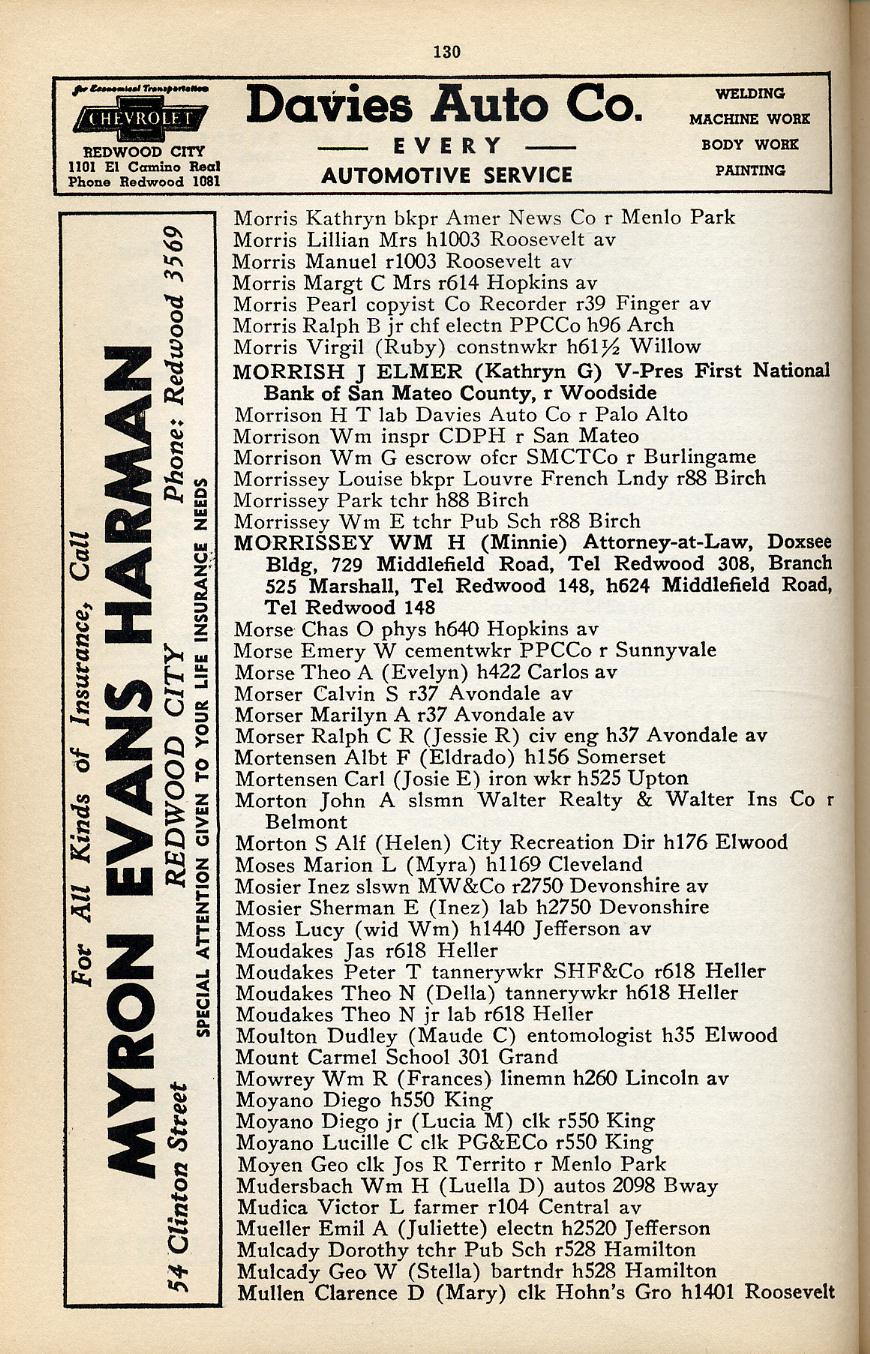 130
for Economical Transportation
CHEVROLET
REDWOOD CITY
1101 El Camino Real
Phone Redwood 1081
Davies Auto Co.
EVERY
AUTOMOTIVE SERVICE
WELDING
MACHINE WORK
BODY WORK
PAINTING
For All Kinds of Insurance, Call
MYRON EVANS HARMAN
54 Clinton Street REDWOOD CITY Phone: Redwood 3569
SPECIAL ATTENTION GIVEN TO YOUR LIFE INSURANCE NEEDS
Morris Kathryn bkpr Amer News Co r Menlo Park
Morris Lillian Mrs h1003 Roosevelt av
Morris Manuel r1003 Roosevelt av
Morris Margt C Mrs r614 Hopkins av
Morris Pearl copyist Co Recorder r39 Finger av
Morris Ralph B jr chf electn PPCCo h96 Arch
Morris Virgil (Ruby) constnwkr h61½ Willow
MORRISH J ELMER (Kathryn G) V-Pres First National
Bank of San Mateo County, r Woodside
Morrison H T lab Davies Auto Co r Palo Alto
Morrison Wm inspr CDPH r San Mateo
Morrison Wm G escrow ofcr SMCTCo r Burlingame
Morrissey Louise bkpr Louvre French Lndy r88 Birch
Morrissey Park tchr h88 Birch
Morrissey Wm E tchr Pub Sch r88 Birch
MORRISSEY WM H (Minnie) Attorney-at-Law, Doxsee
Bldg, 729 Middlefield Road, Tel Redwood 308, Branch
525 Marshall, Tel Redwood 148, h624 Middlefield Road,
Tel Redwood 148
Morse Chas O phys h640 Hopkins av
Morse Emery W cementwkr PPCCo r Sunnyvale
Morse Theo A (Evelyn) h422 Carlos av
Morser Calvin S r37 Avondale av
Morser Marilyn A r37 Avondale av
Morser Ralph C R (Jessie R) civ eng h37 Avondale av
Mortensen Albt F (Eldrado) h156 Somerset
Mortensen Carl (Josie E) iron wkr h525 Upton
Morton John A slsmn Walter Realty & Walter Ins Co r
Belmont
Morton S Alf (Helen) City Recreation Dir h176 Elwood
Moses Marion L (Myra) h1169 Cleveland
Mosier Inez slswn MW&Co r2750 Devonshire av
Mosier Sherman E (Inez) lab h2750 Devonshire
Moss Lucy (wid Wm) h1440 Jefferson av
Moudakes Jas r618 Heller
Moudakes Peter T tannerywkr SHF&Co r618 Heller
Moudakes Theo N (Della) tannerywkr h618 Heller
Moudakes Theo N jr lab r618 Heller
Moulton Dudley (Maude C) entomologist h35 Elwood
Mount Carmel School 301 Grand
Mowrey Wm R (Frances) linemn h260 Lincoln av
Moyano Diego h550 King
Moyano Diego jr (Lucia M) clk r550 King
Moyano Lucille C clk PG&ECo r550 King
Moyen Geo clk Jos R Territo r Menlo Park
Mudersbach Wm H (Luella D) autos 2098 Bway
Mudica Victor L farmer r104 Central av
Mueller Emil A (Juliette) electn h2520 Jefferson
Mulcady Dorothy tchr Pub Sch r528 Hamilton
Mulcady Geo W (Stella) bartndr h528 Hamilton
Mullen Clarence D (Mary) clk Hohn's Gro h1401 Roosevelt